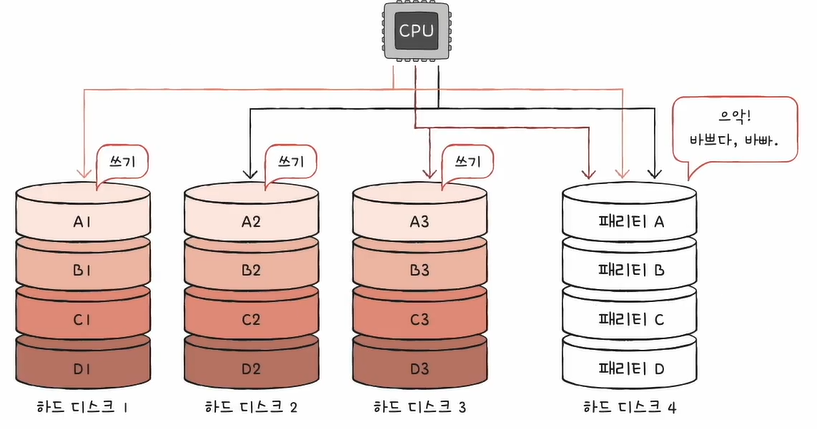 CPU
으악!
바쁘다, 바빠.
쓰기
쓰기
쓰기
A1
A2
A3
패리티 A
B1
B2
B3
패리티 B
C1
C2
C3
패리티 C
D1
D2
D3
패리티 D
하드 디스크 1
하드 디스크 2
하드 디스크 3
하드 디스크 4